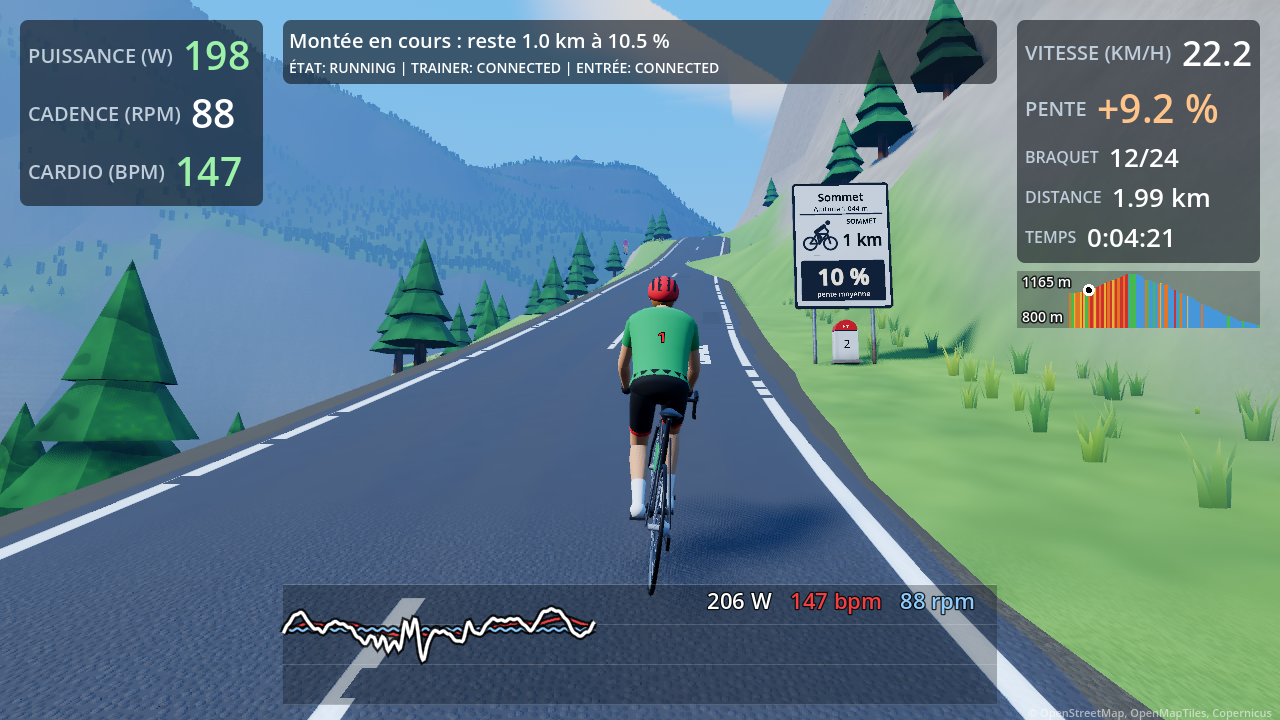 PUISSANCE (W) 198
CADENCE (RPM) 88
CARDIO (BPM) 147
Montée en cours : reste 1.0 km à 10.5 %
ÉTAT: RUNNING | TRAINER: CONNECTED | ENTRÉE: CONNECTED
VITESSE (KM/H) 22.2
PENTE +9.2 %
BRAQUET 12/24
DISTANCE 1.99 km
TEMPS 0:04:21
1165 m
800 m
Sommet
044 m
SOMMET
1 km
10 %
pente moyenne
2
1
206 W 147 bpm 88 rpm
© OpenStreetMap, OpenMapTiles, Copernicus